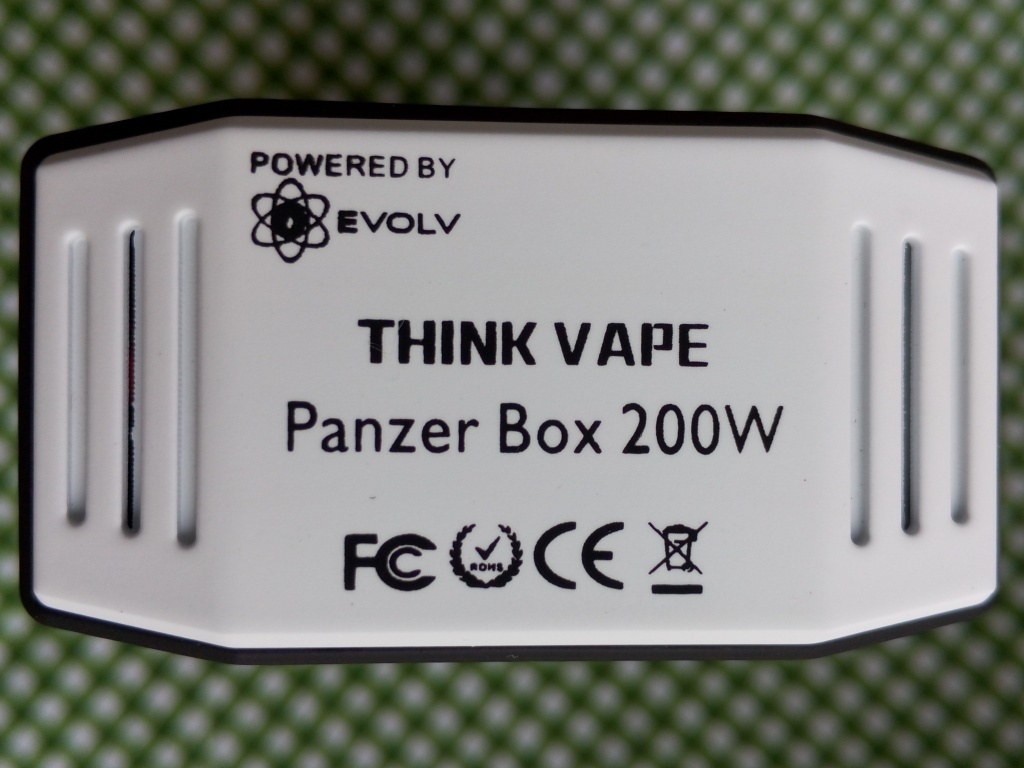 POWERED BY
EVOLV
THINK VAPE
Panzer Box 200W
FC ROHS CE